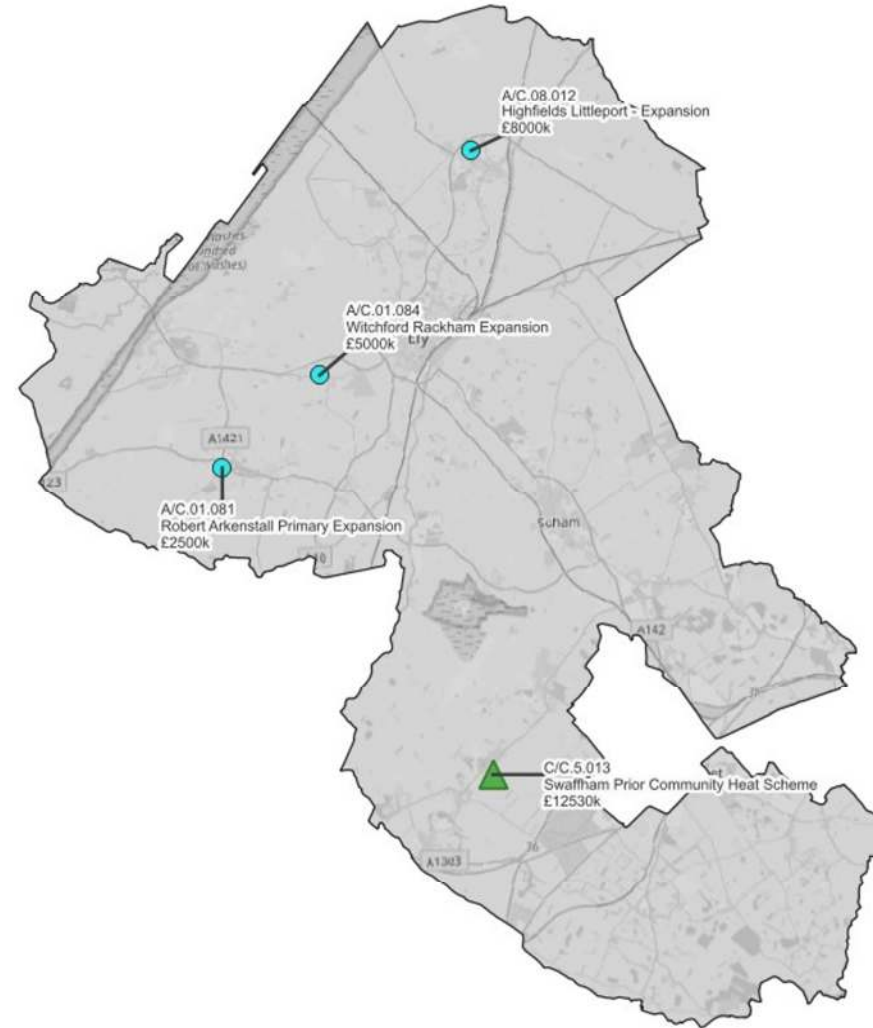 A/C.08.012
Highfields Littleport - Expansion
£8000k
A/C.01.084
Witchford Rackham Expansion
£5000k
Ely
A1421
A/C.01.081
Robert Arkenstall Primary Expansion
£2500k
A142
C/C.5.013
Swaffham Prior Community Heat Scheme
£12530k
A1303